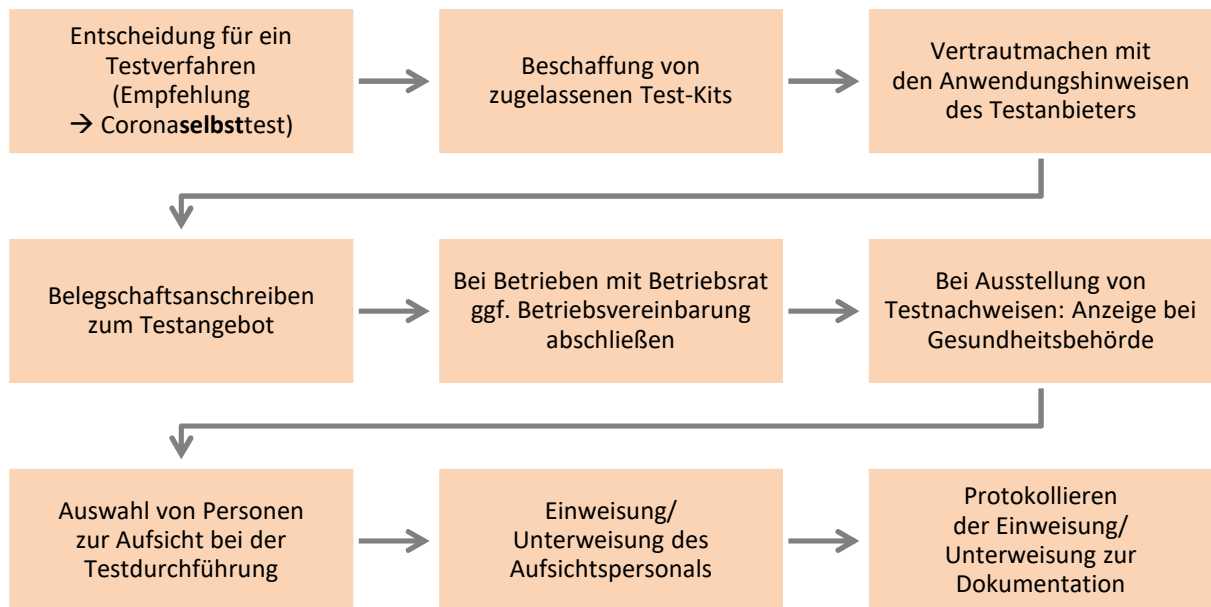 Entscheidung für ein
Testverfahren
(Empfehlung
→ Coronaselbsttest)
Beschaffung von
zugelassenen Test-Kits
Vertrautmachen mit
den Anwendungshinweisen
des Testanbieters
Belegschaftsanschreiben
zum Testangebot
Bei Betrieben mit Betriebsrat
ggf. Betriebsvereinbarung
abschließen
Bei Ausstellung von
Testnachweisen: Anzeige bei
Gesundheitsbehörde
Auswahl von Personen
zur Aufsicht bei der
Testdurchführung
Einweisung/
Unterweisung des
Aufsichtspersonals
Protokollieren
der Einweisung/
Unterweisung zur
Dokumentation